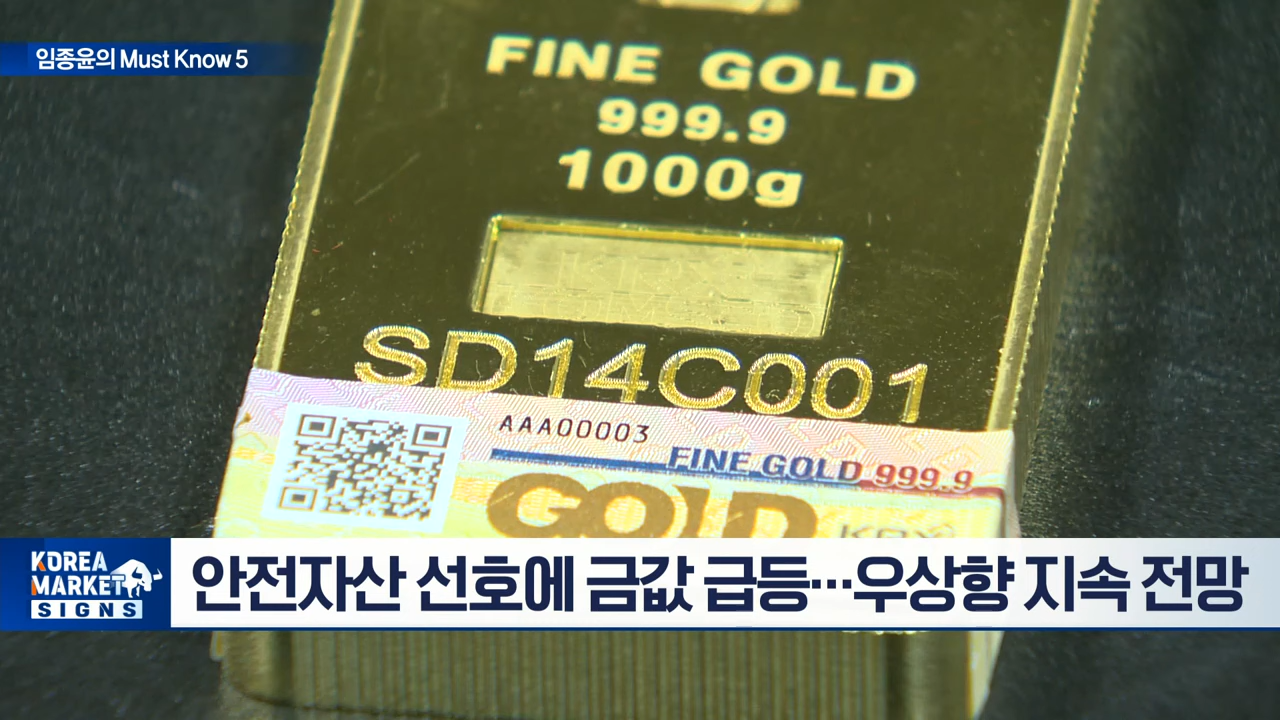 임종윤의 Must Know 5
FINE GOLD
999.9
1000g
SD14C001
AAA00003
FINE GOLD 999.9
GOLD
KRX
KOREA
MARKET
SIGNS
안전자산 선호에 금값 급등…우상향 지속 전망